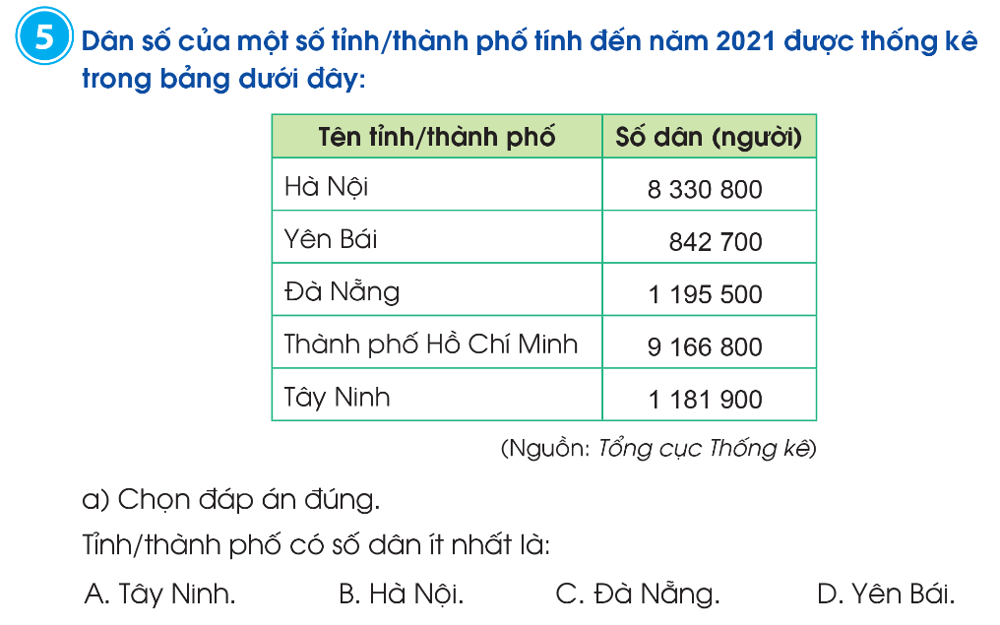 5 Dân số của một số tỉnh/thành phố tính đến năm 2021 được thống kê
trong bảng dưới đây:
Tên tỉnh/thành phố Số dân (người)
Hà Nội 8 330 800
Yên Bái 842 700
Đà Nẵng 1 195 500
Thành phố Hồ Chí Minh 9 166 800
Tây Ninh 1 181 900
(Nguồn: Tổng cục Thống kê)
a) Chọn đáp án đúng.
Tỉnh/thành phố có số dân ít nhất là:
A. Tây Ninh. B. Hà Nội. C. Đà Nẵng. D. Yên Bái.